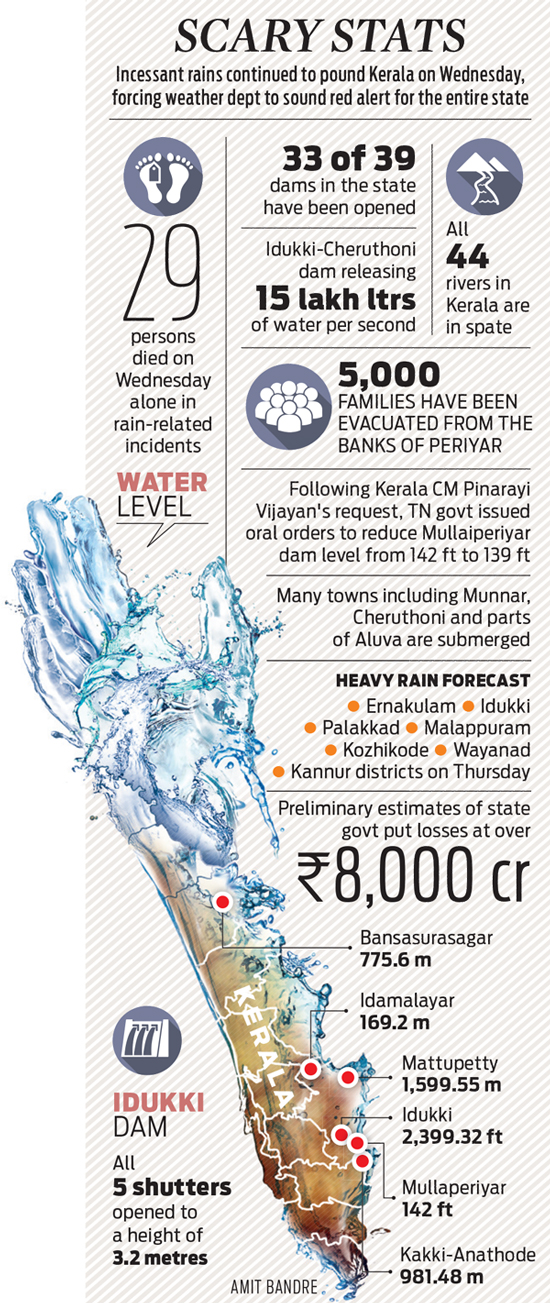 SCARY STATS
Incessant rains continued to pound Kerala on Wednesday,
forcing weather dept to sound red alert for the entire state
29
persons
died on
Wednesday
alone in
rain-related
incidents
33 of 39
dams in the state
have been opened
Idukki-Cheruthoni
dam releasing
15 lakh ltrs
of water per second
All
44
rivers in
Kerala are
in spate
5,000
FAMILIES HAVE BEEN
EVACUATED FROM THE
BANKS OF PERIYAR
Following Kerala CM Pinarayi
Vijayan's request, TN govt issued
oral orders to reduce Mullaiperiyar
dam level from 142 ft to 139 ft
Many towns including Munnar,
Cheruthoni and parts
of Aluva are submerged
HEAVY RAIN FORECAST
● Ernakulam ● Idukki
● Palakkad ● Malappuram
● Kozhikode ● Wayanad
● Kannur districts on Thursday
Preliminary estimates of state
govt put losses at over
₹8,000 cr
WATER
LEVEL
Bansasurasagar
775.6 m
Idamalayar
169.2 m
Mattupetty
1,599.55 m
Idukki
2,399.32 ft
Mullaperiyar
142 ft
Kakki-Anathode
981.48 m
KERALA
IDUKKI
DAM
All
5 shutters
opened to
a height of
3.2 metres
AMIT BANDRE